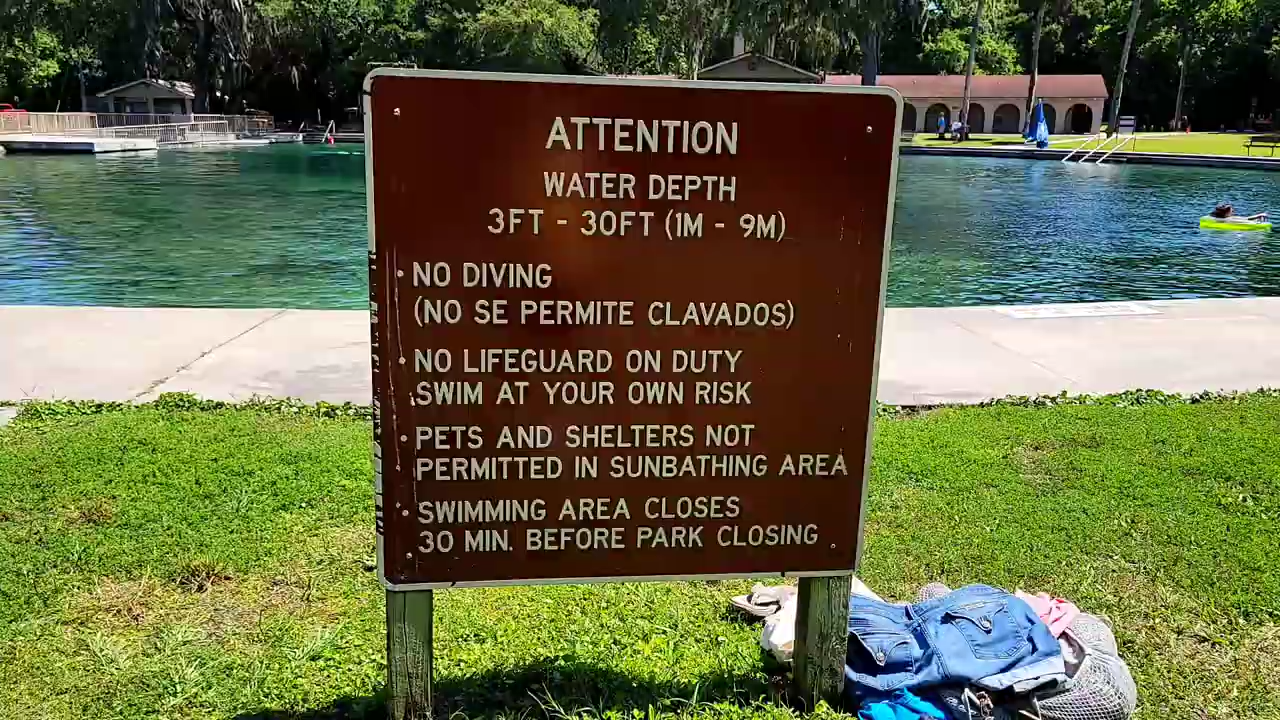 ATTENTION
WATER DEPTH
3FT - 30FT (1M - 9M)
• NO DIVING
(NO SE PERMITE CLAVADOS)
• NO LIFEGUARD ON DUTY
SWIM AT YOUR OWN RISK
• PETS AND SHELTERS NOT
PERMITTED IN SUNBATHING AREA
• SWIMMING AREA CLOSES
30 MIN. BEFORE PARK CLOSING